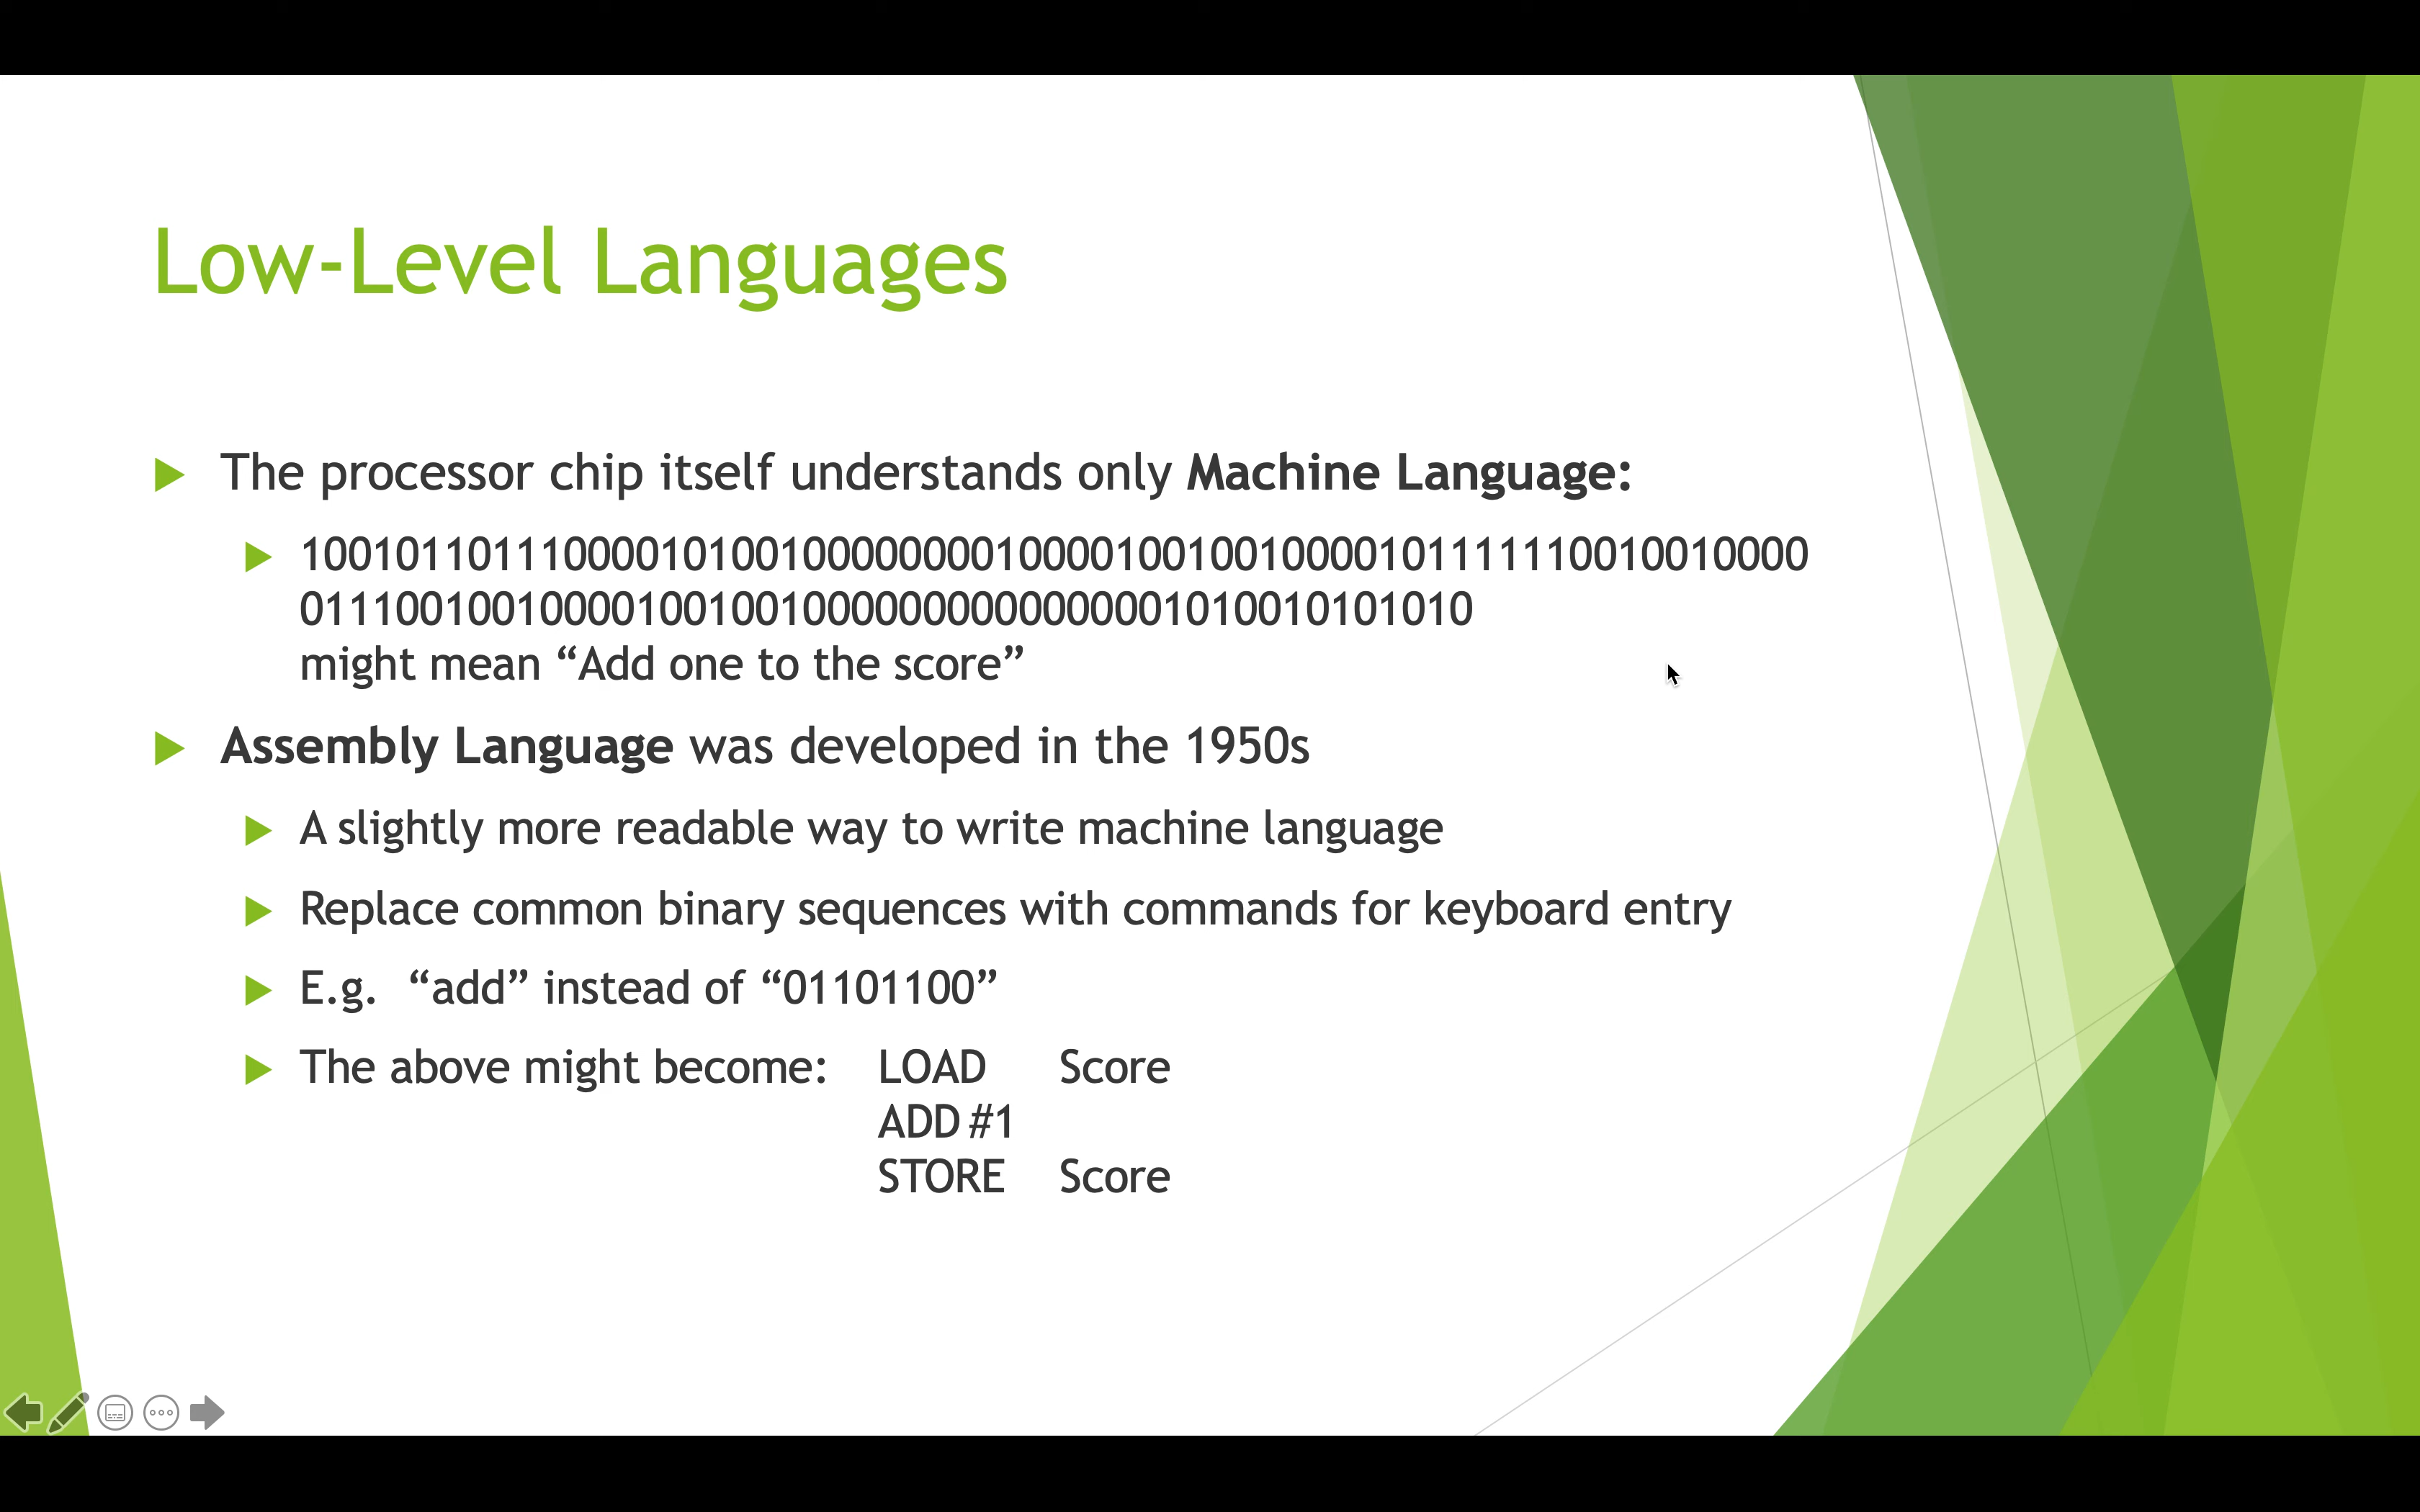 Low-Level Languages
The processor chip itself understands only Machine Language:
100101101110000101001000000000100001001001000010111111100100100000
might mean “Add one to the score”
Assembly Language was developed in the 1950s
A slightly more readable way to write machine language
Replace common binary sequences with commands for keyboard entry
E.g. “add” instead of “01101100”
The above might become: LOAD Score
ADD #1
STORE Score